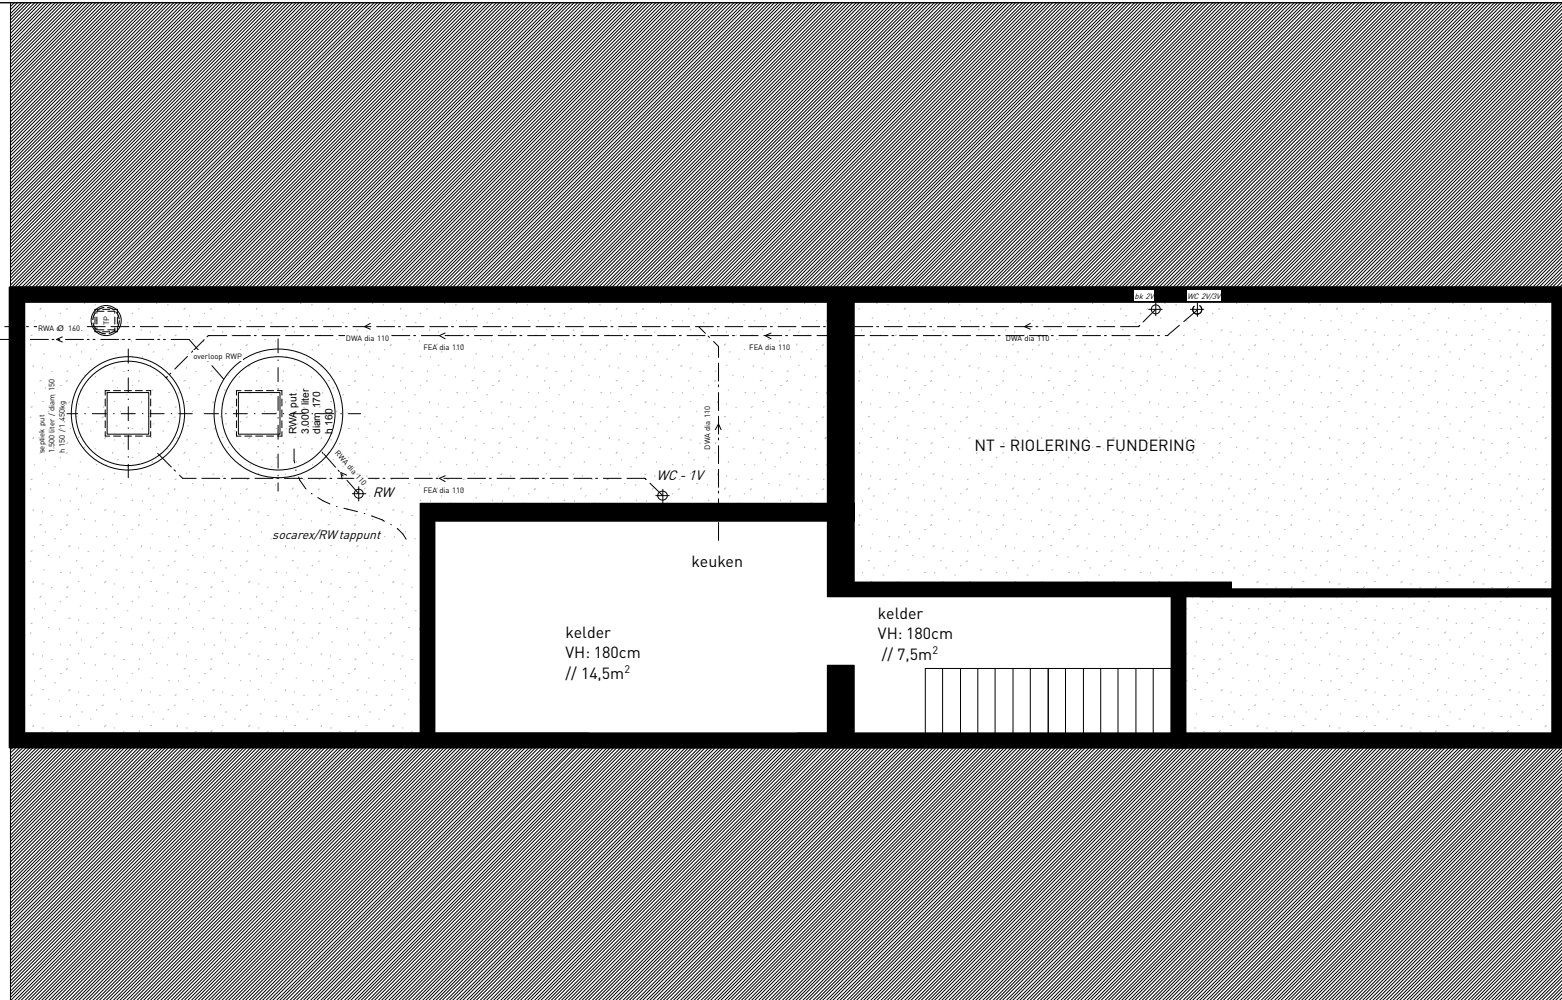 bk 2V
WC 2V/3V
TP
RWA Ø 160
DWA dia 110
FEA dia 110
FEA dia 110
DWA dia 110
overloop RWP
septiek put
1.500 liter / diam 150
h 150 / 1.450kg
RWA put
3.000 liter
diam 170
h 160
DWA dia 110
NT - RIOLERING - FUNDERING
RWA dia 110
WC - 1V
RW
FEA dia 110
socarex/RW tappunt
keuken
kelder
VH: 180cm
// 7,5m²
kelder
VH: 180cm
// 14,5m²